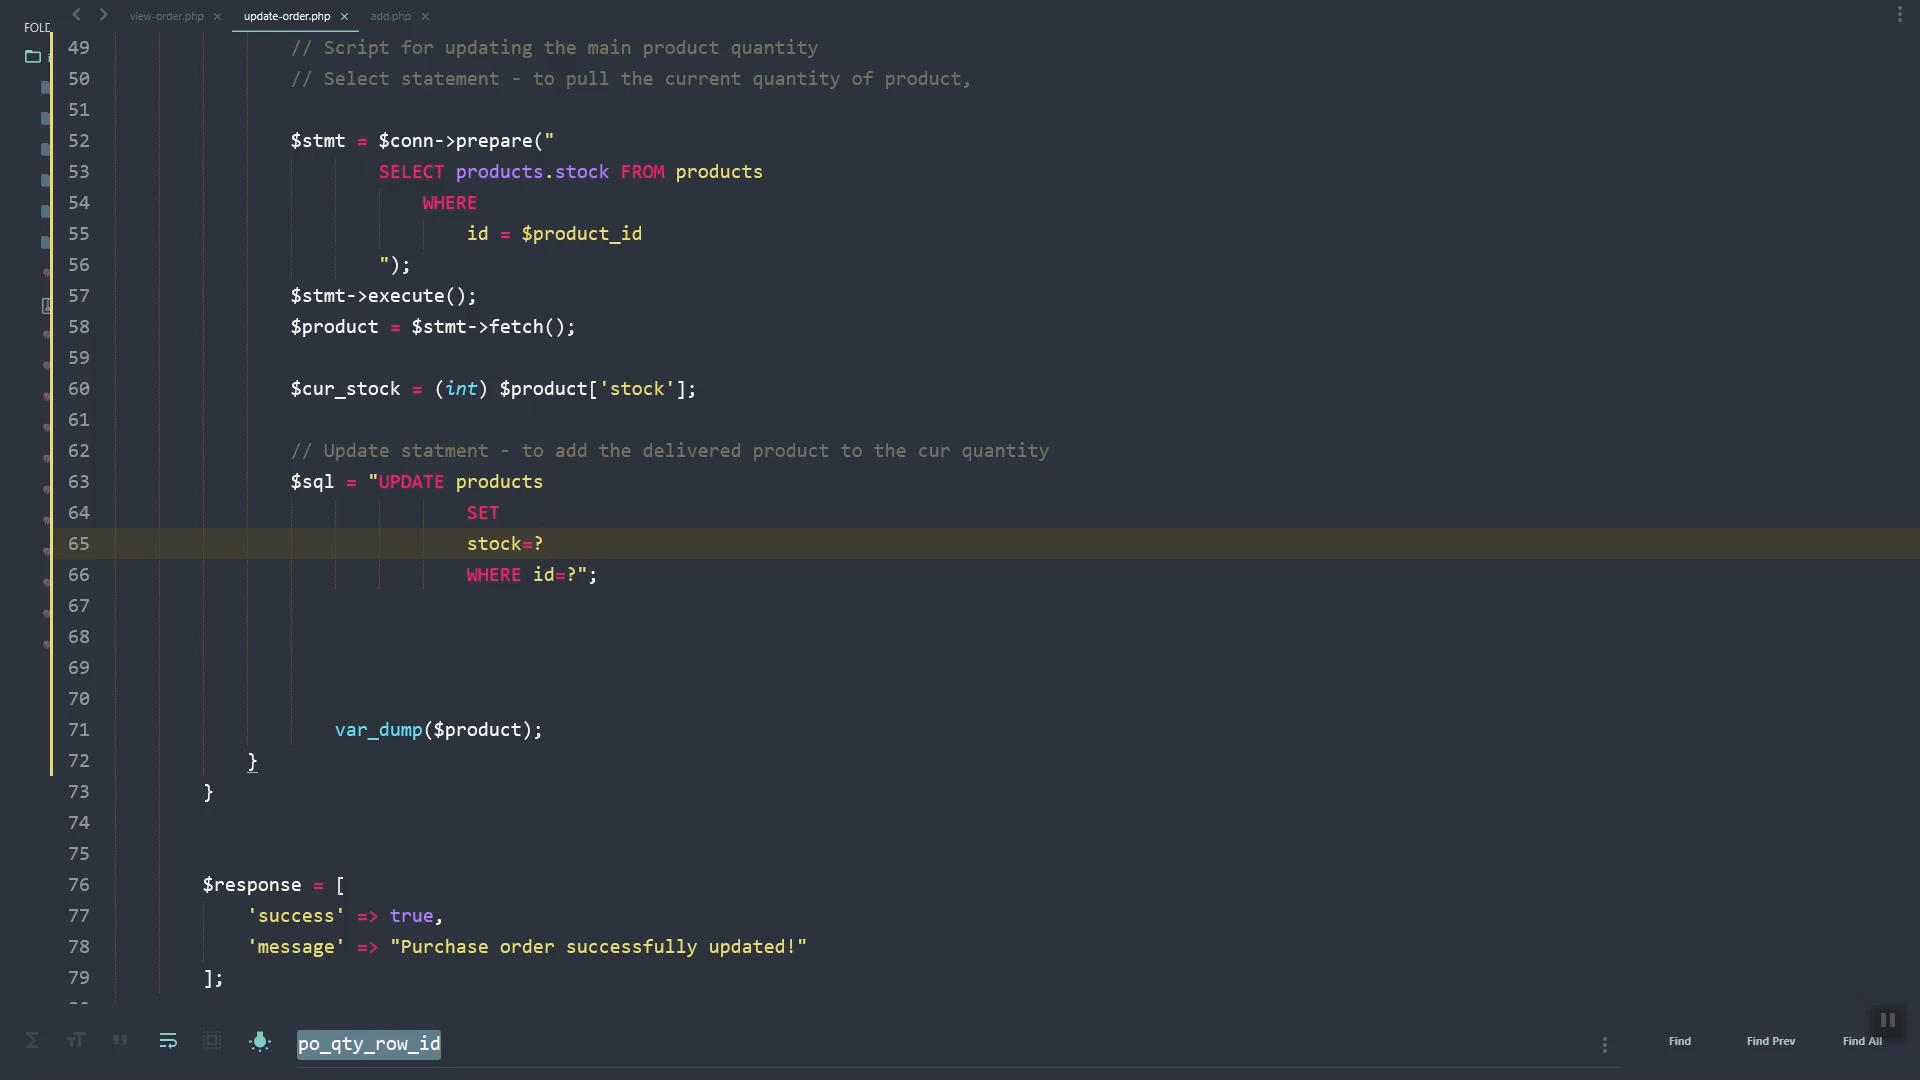 view-order.php × update-order.php × add.php ×
FOLD
49 // Script for updating the main product quantity
50 // Select statement - to pull the current quantity of product,
51
52 $stmt = $conn->prepare("
53 SELECT products.stock FROM products
54 WHERE
55 id = $product_id
56 ");
57 $stmt->execute();
58 $product = $stmt->fetch();
59
60 $cur_stock = (int) $product['stock'];
61
62 // Update statment - to add the delivered product to the cur quantity
63 $sql = "UPDATE products
64 SET
65 stock=?
66 WHERE id=?";
67
68
69
70
71 var_dump($product);
72 }
73 }
74
75
76 $response = [
77 'success' => true,
78 'message' => "Purchase order successfully updated!"
79 ];
po_qty_row_id Find Find Prev Find All